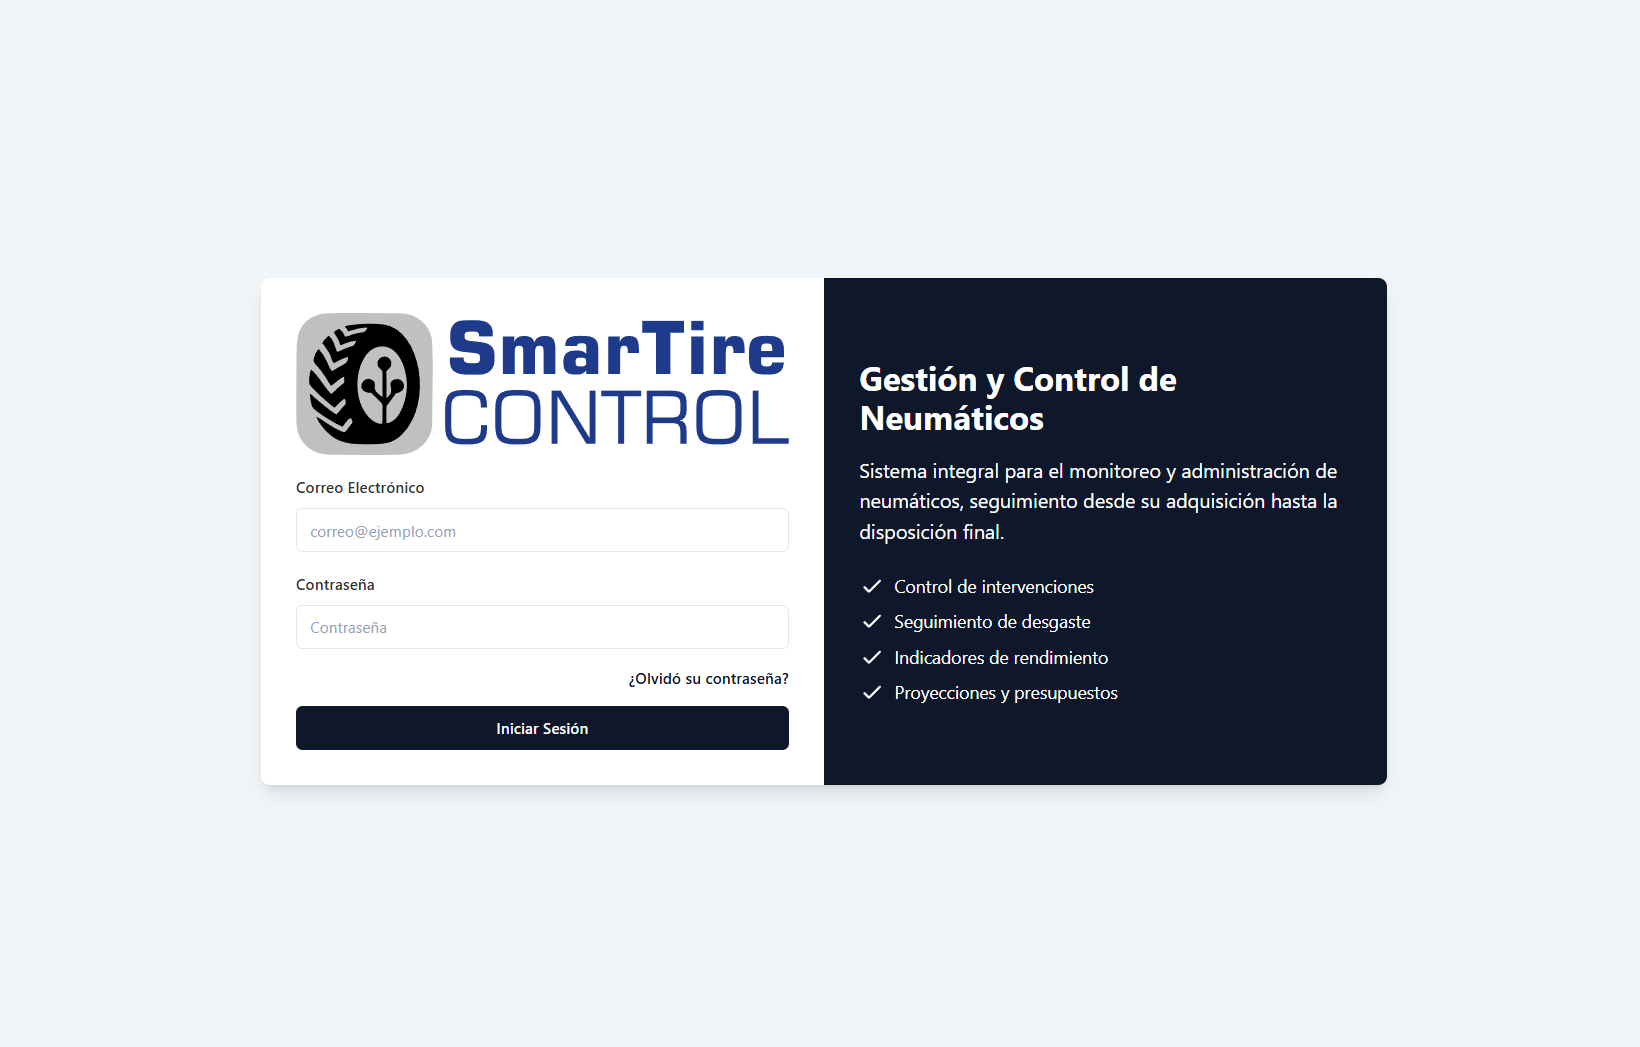 SmarTire
CONTROL
Correo Electrónico
correo@ejemplo.com
Contraseña
Contraseña
¿Olvidó su contraseña?
Iniciar Sesión
Gestión y Control de
Neumáticos
Sistema integral para el monitoreo y administración de
neumáticos, seguimiento desde su adquisición hasta la
disposición final.
Control de intervenciones
Seguimiento de desgaste
Indicadores de rendimiento
Proyecciones y presupuestos